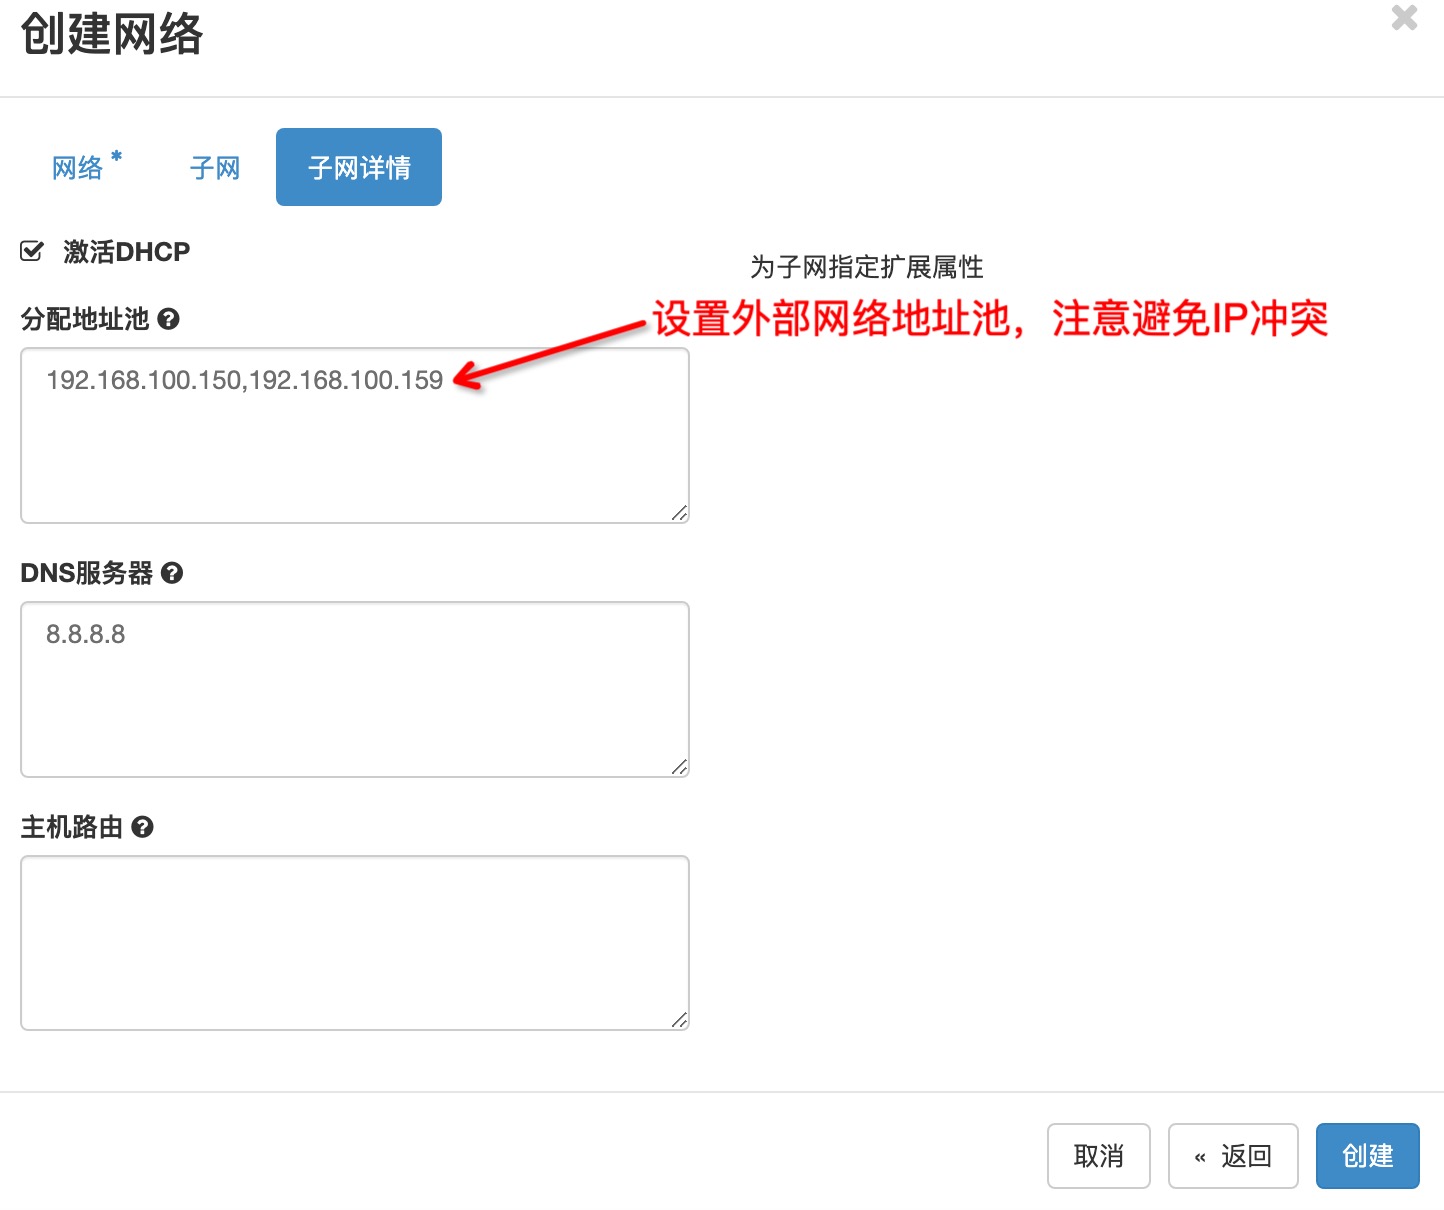 创建网络
网络 *
子网
子网详情
激活DHCP
为子网指定扩展属性
分配地址池
设置外部网络地址池，注意避免IP冲突
192.168.100.150,192.168.100.159
DNS服务器
8.8.8.8
主机路由
取消
« 返回
创建